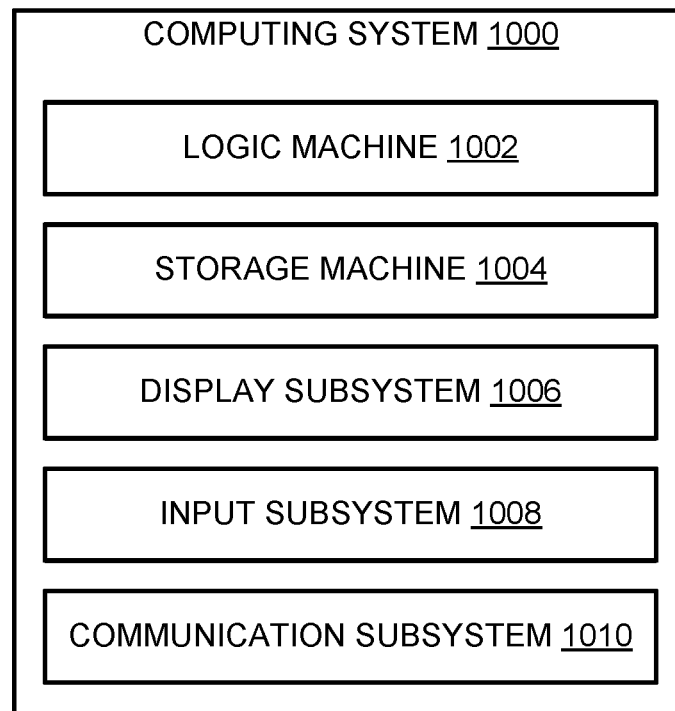 COMPUTING SYSTEM 1000
LOGIC MACHINE 1002
STORAGE MACHINE 1004
DISPLAY SUBSYSTEM 1006
INPUT SUBSYSTEM 1008
COMMUNICATION SUBSYSTEM 1010